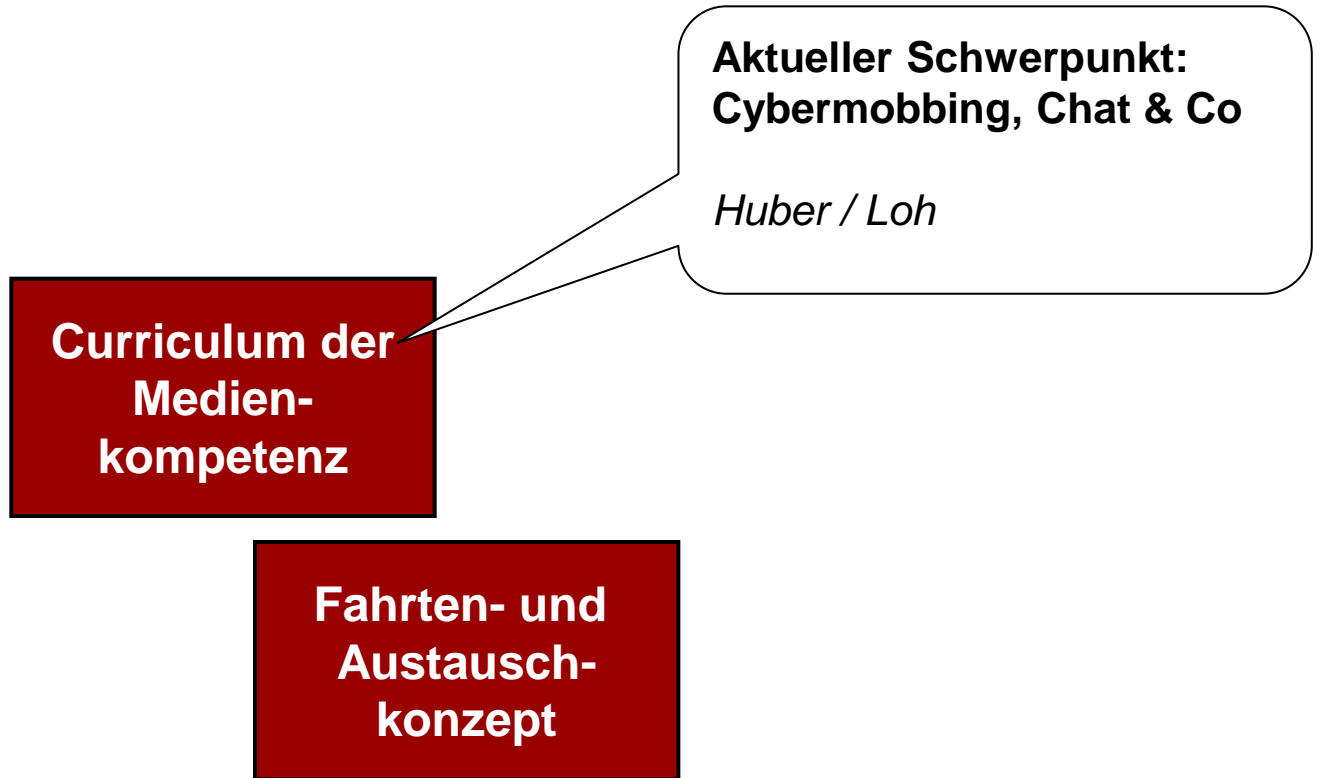 Aktueller Schwerpunkt:
Cybermobbing, Chat & Co
Huber / Loh
Curriculum der
Medien-
kompetenz
Fahrten- und
Austausch-
konzept